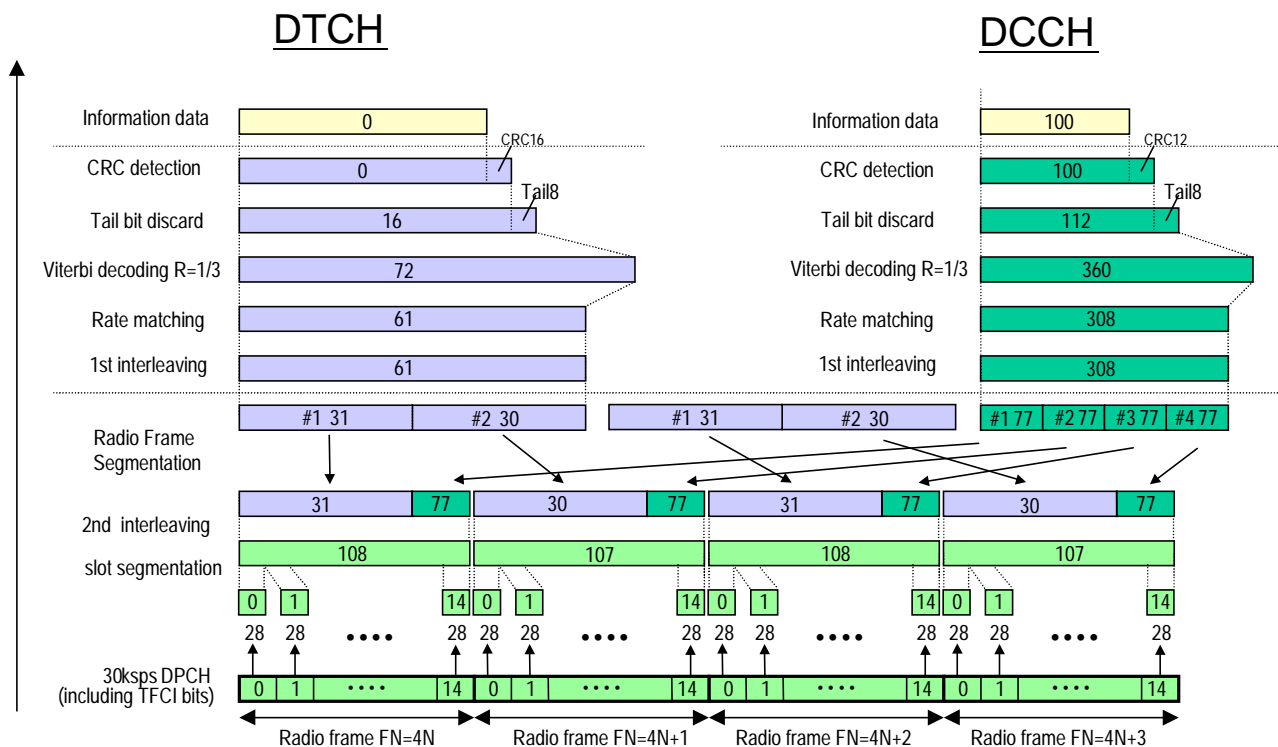 DTCH DCCH
Information data 0 Information data 100
CRC16 CRC12
CRC detection 0 CRC detection 100
Tail8 Tail8
Tail bit discard 16 Tail bit discard 112
Viterbi decoding R=1/3 72 Viterbi decoding R=1/3 360
Rate matching 61 Rate matching 308
1st interleaving 61 1st interleaving 308
#1 31 #2 30 #1 31 #2 30 #1 77 #2 77 #3 77 #4 77
Radio Frame
Segmentation
31 77 30 77 31 77 30 77
2nd interleaving
108 107 108 107
slot segmentation
0 1 14 0 1 14 0 1 14 0 1 14
28 28 •••• 28 28 28 •••• 28 28 28 •••• 28 28 28 •••• 28
30ksps DPCH
(including TFCI bits)
0 1 •••• 14 0 1 •••• 14 0 1 •••• 14 0 1 •••• 14
Radio frame FN=4N Radio frame FN=4N+1 Radio frame FN=4N+2 Radio frame FN=4N+3